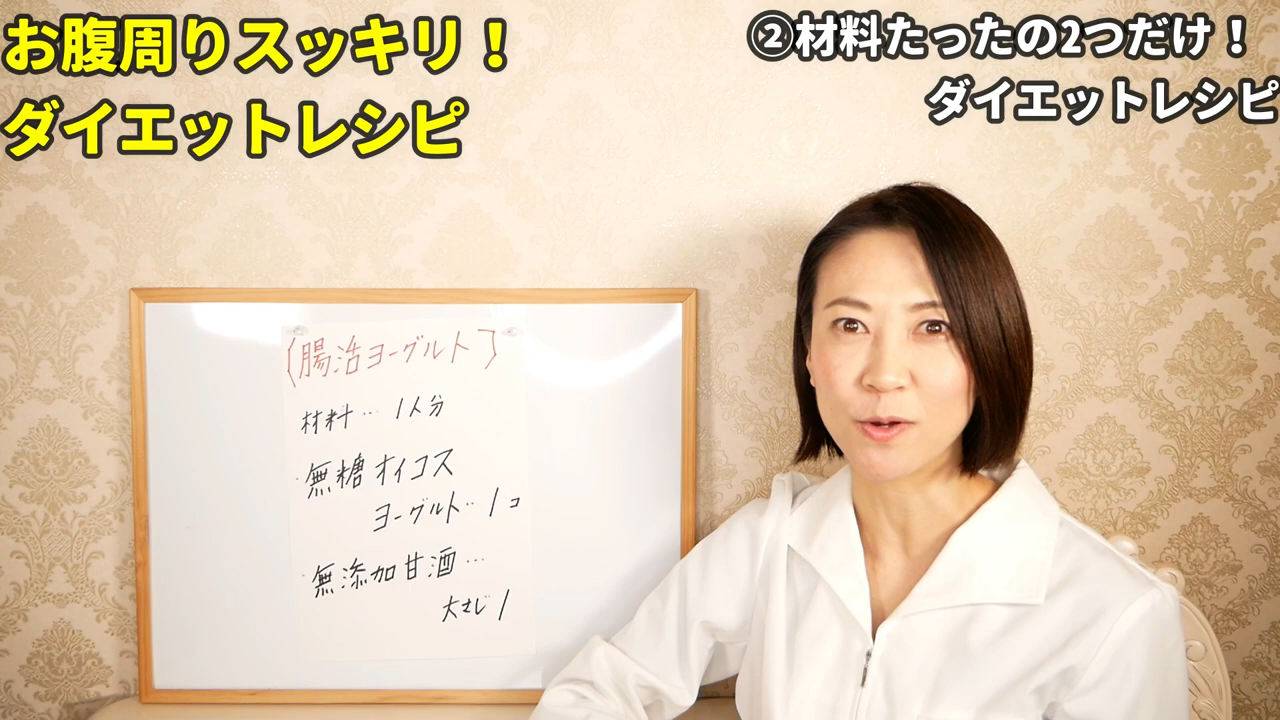 お腹周りスッキリ！
ダイエットレシピ
②材料たったの2つだけ！
ダイエットレシピ
〔腸活ヨーグルト〕
材料… 1人分
・無糖オイコス
ヨーグルト… 1コ
・無添加甘酒…
大さじ1